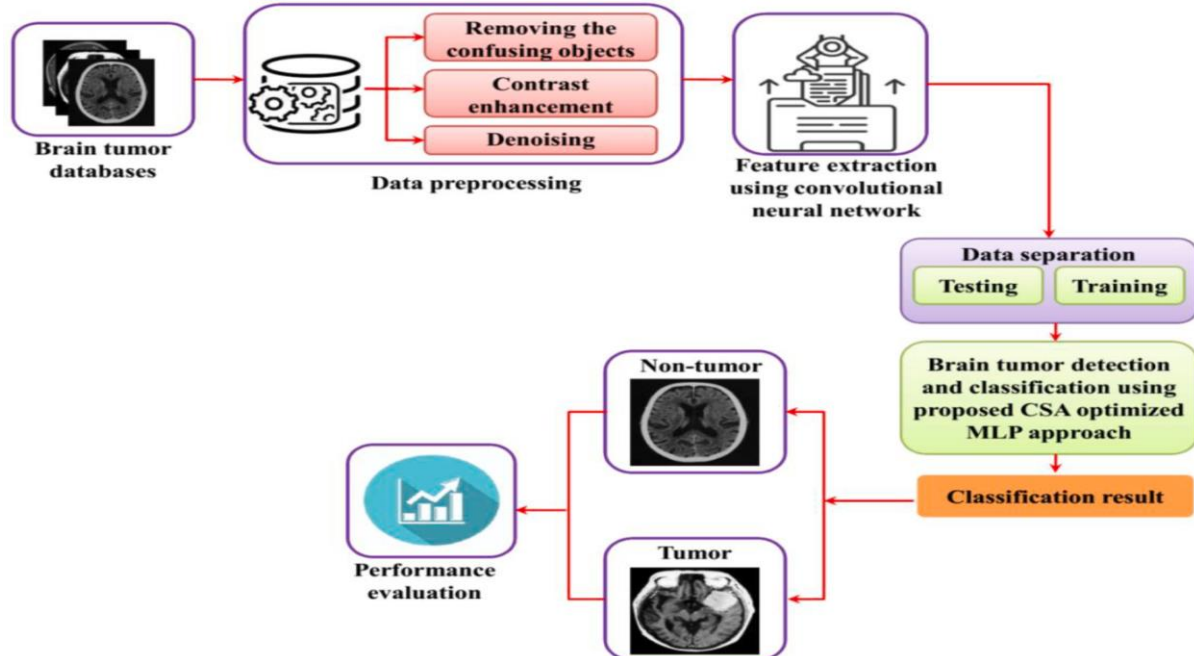 Brain tumor
databases
Removing the
confusing objects
Contrast
enhancement
Denoising
Data preprocessing
Feature extraction
using convolutional
neural network
Data separation
Testing
Training
Brain tumor detection
and classification using
proposed CSA optimized
MLP approach
Classification result
Non-tumor
Tumor
Performance
evaluation